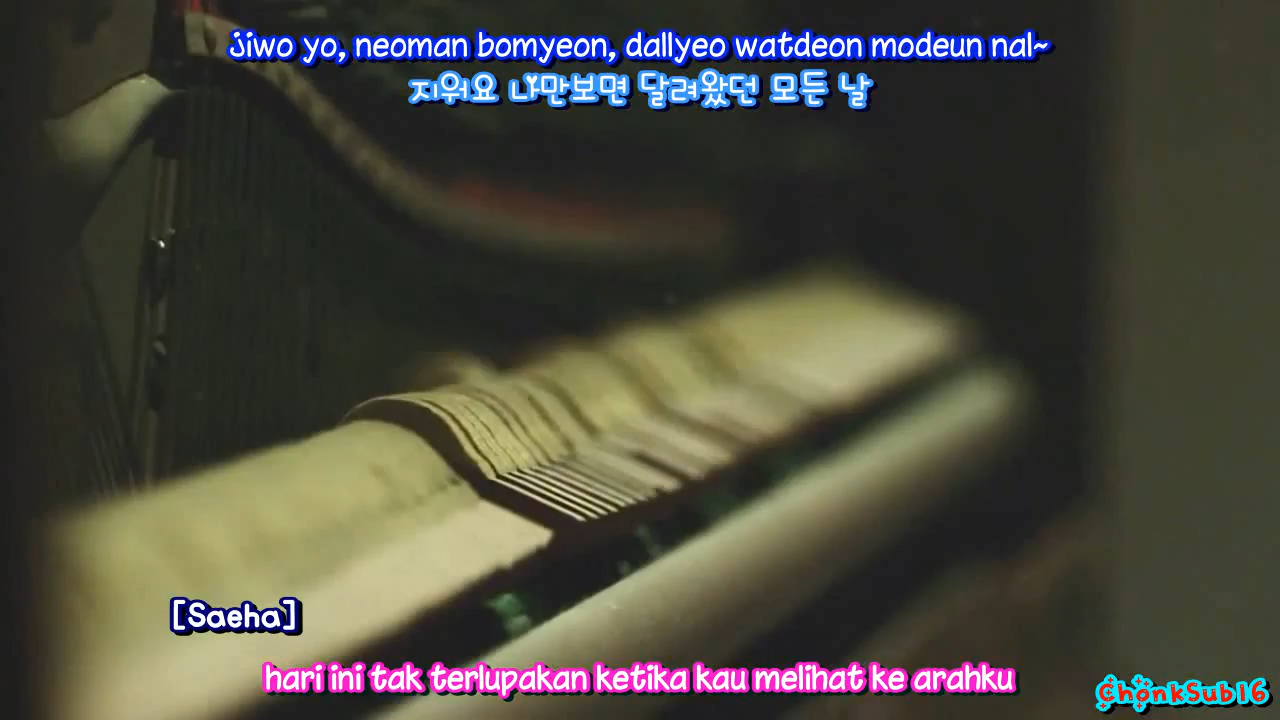 jiwo yo, neoman bomyeon, dallyeo watdeon modeun nal~
지워요 나만보면 달려왔던 모든 날
[Saeha]
hari ini tak terlupakan ketika kau melihat ke arahku
ChonkSub16